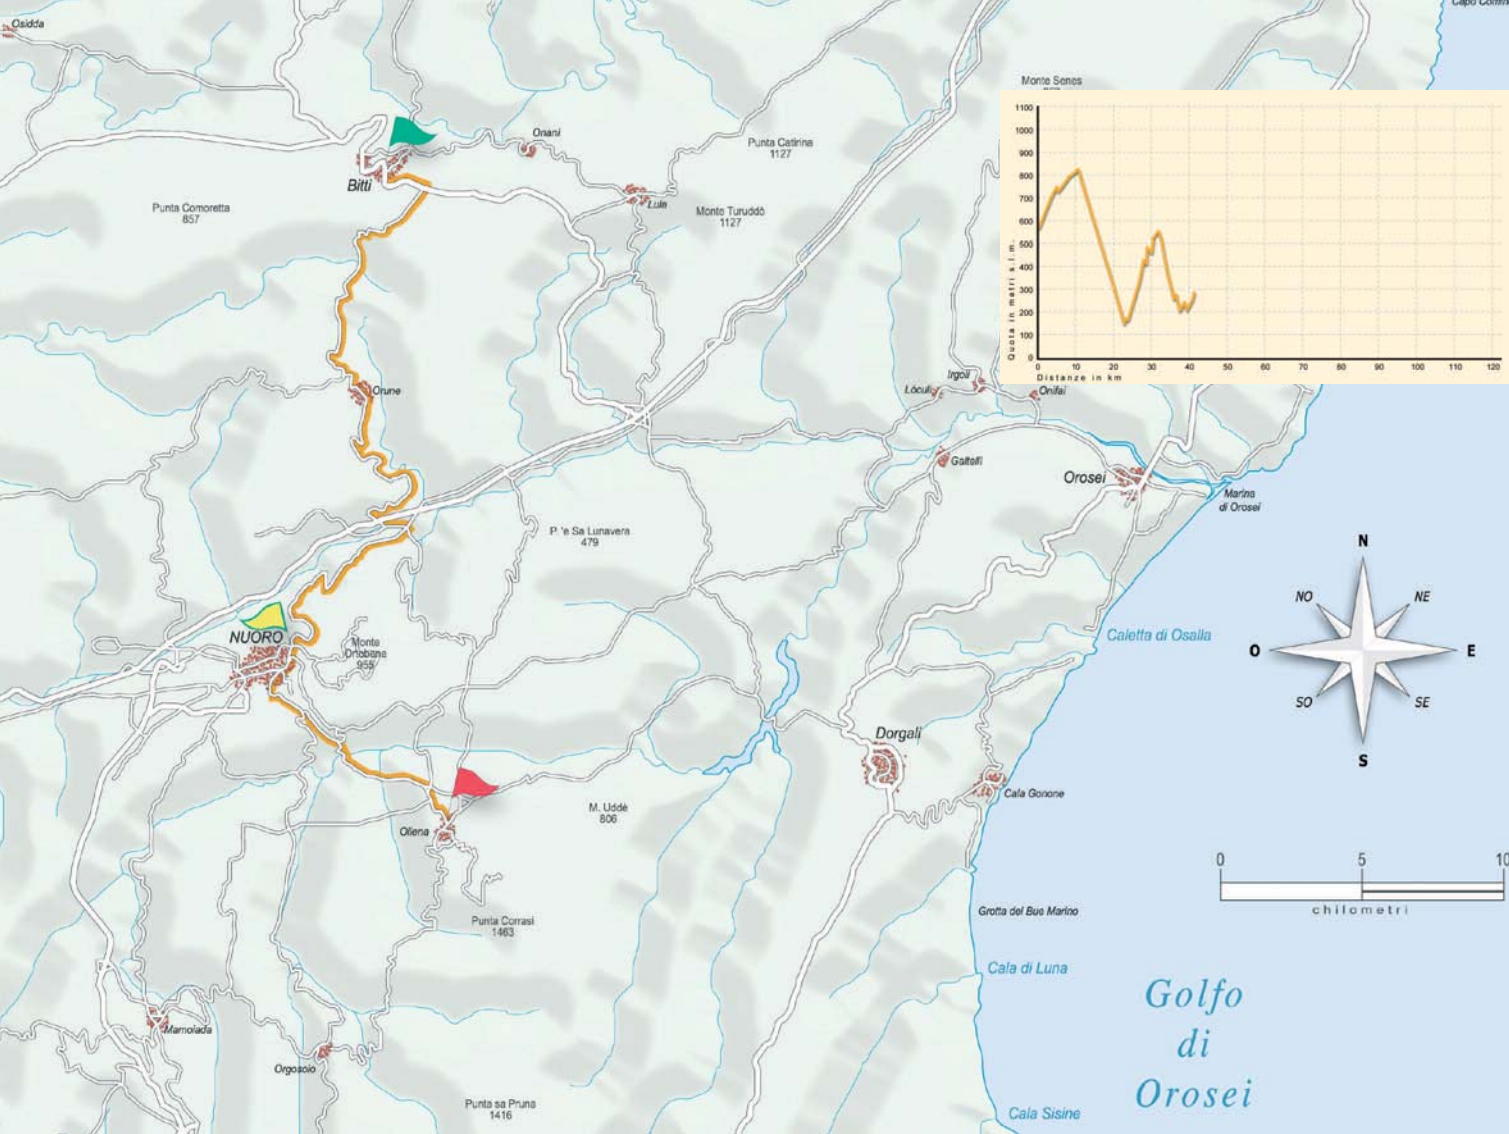 Osidda
Monte Senes
Onani
Punta Catirina
1127
Bitti
Lula
Punta Comoretta
857
Monte Turuddò
1127
1100
1000
900
800
700
600
500
400
300
200
100
0
Quota in metri s.l.m.
0 10 20 30 40 50 60 70 80 90 100 110 120
Distanze in km
Irgoli
Lòculi
Onifai
Orune
Galtellì
Orosei
Marina
di Orosei
P. 'e Sa Lunavera
479
N
NO
NE
O
E
SO
SE
S
NUORO
Monte
Ortobene
955
Caletta di Osalla
Dorgali
Cala Gonone
M. Uddè
806
Oliena
0 5 10
chilometri
Grotta del Bue Marino
Punta Corrasi
1463
Cala di Luna
Golfo
di
Orosei
Mamoiada
Orgosolo
Punta sa Pruna
1416
Cala Sisine